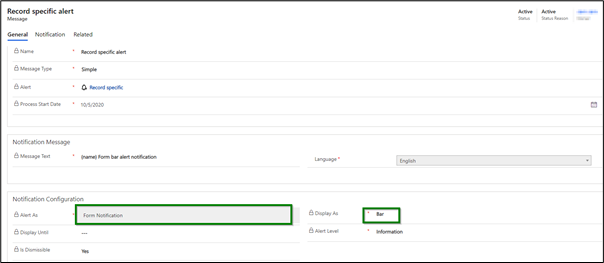 Record specific alert
Message
Active
Status
Active
Status Reason
General Notification Related
Name * Record specific alert
Message Type * Simple
Alert * Record specific
Process Start Date * 10/5/2020
Notification Message
Message Text * {name} Form bar alert notification
Language * English
Notification Configuration
Alert As * Form Notification
Display As * Bar
Display Until ---
Alert Level * Information
Is Dismissible Yes